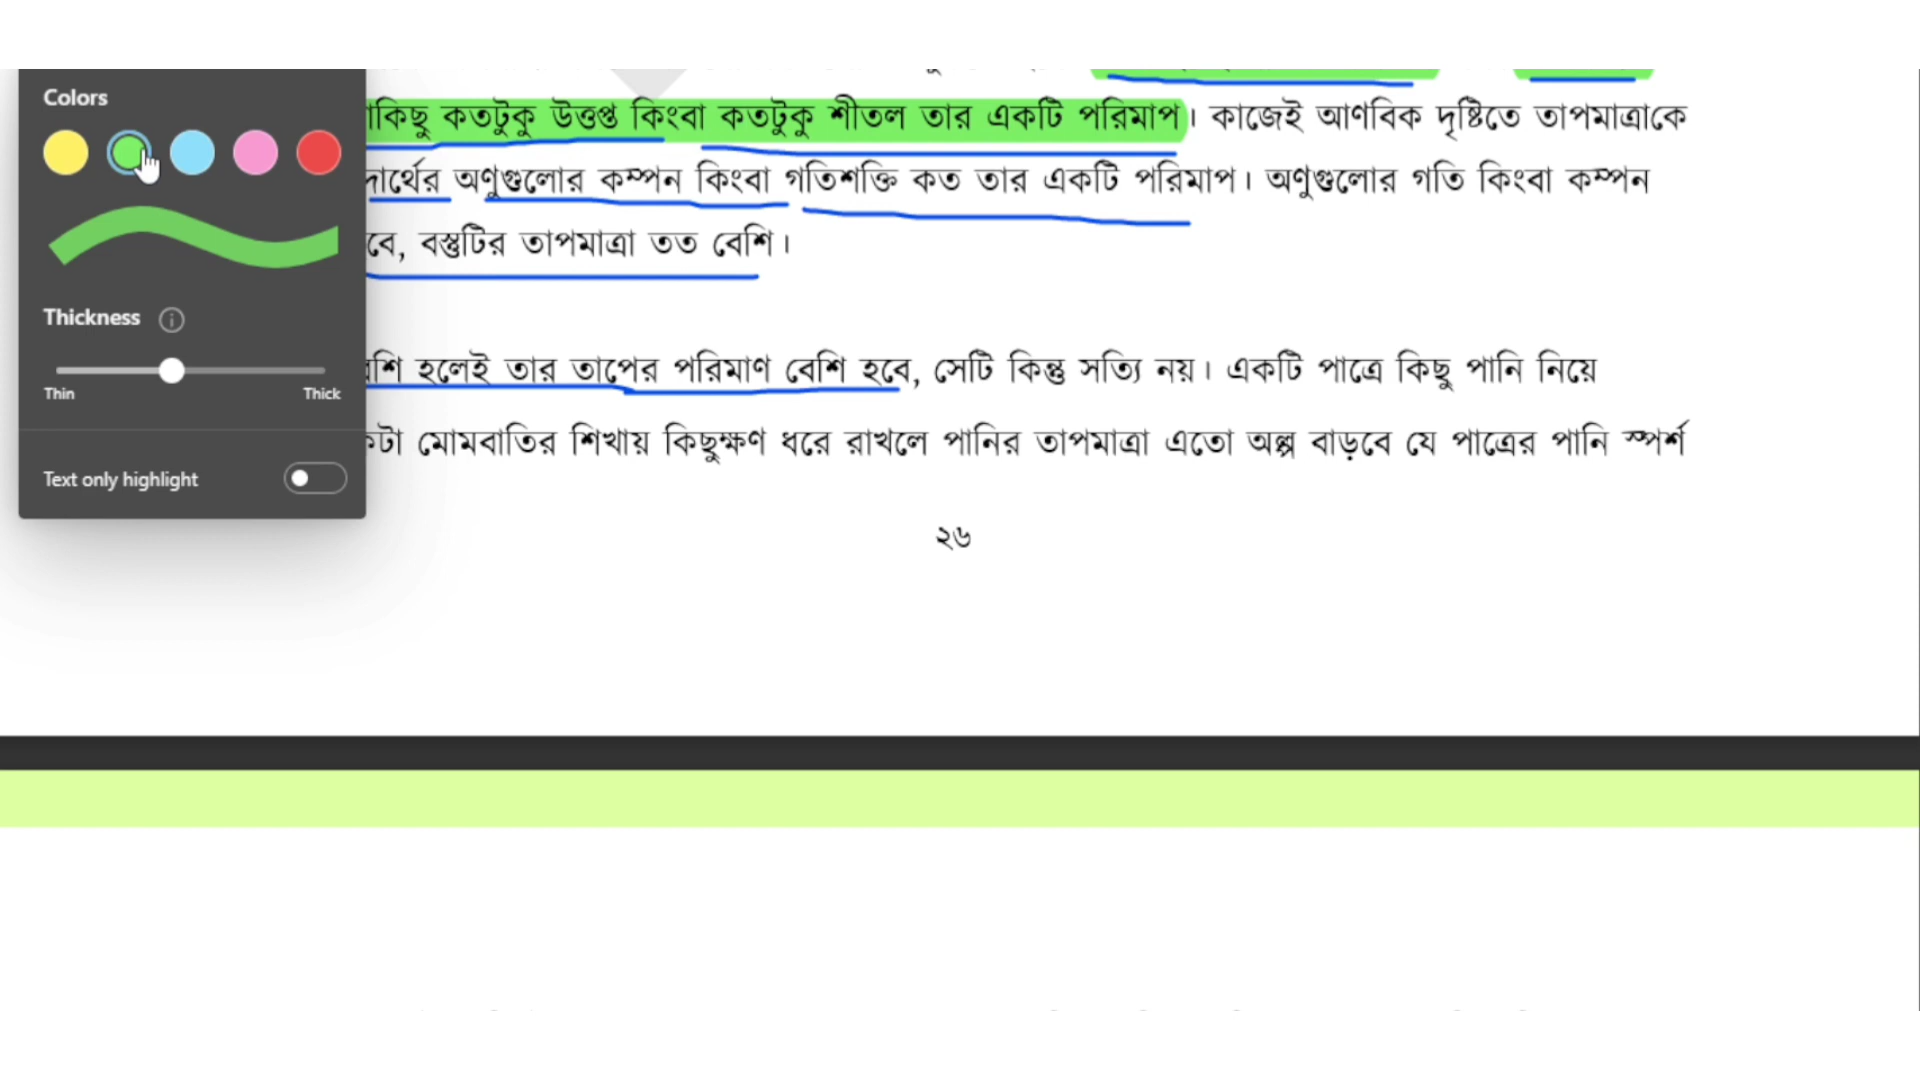 Colors
কিছু কতটুকু উত্তপ্ত কিংবা কতটুকু শীতল তার একটি পরিমাপ। কাজেই আণবিক দৃষ্টিতে তাপমাত্রাকে
অণুগুলোর কম্পন কিংবা গতিশক্তি কত তার একটি পরিমাপ। অণুগুলোর গতি কিংবা কম্পন
বে, বস্তুটির তাপমাত্রা তত বেশি।
Thickness
Thin Thick
হলেই তার তাপের পরিমাণ বেশি হবে, সেটি কিন্তু সত্যি নয়। একটি পাত্রে কিছু পানি নিয়ে
মোমবাতির শিখায় কিছুক্ষণ ধরে রাখলে পানির তাপমাত্রা এতো অল্প বাড়বে যে পাত্রের পানি স্পর্শ
Text only highlight
২৬